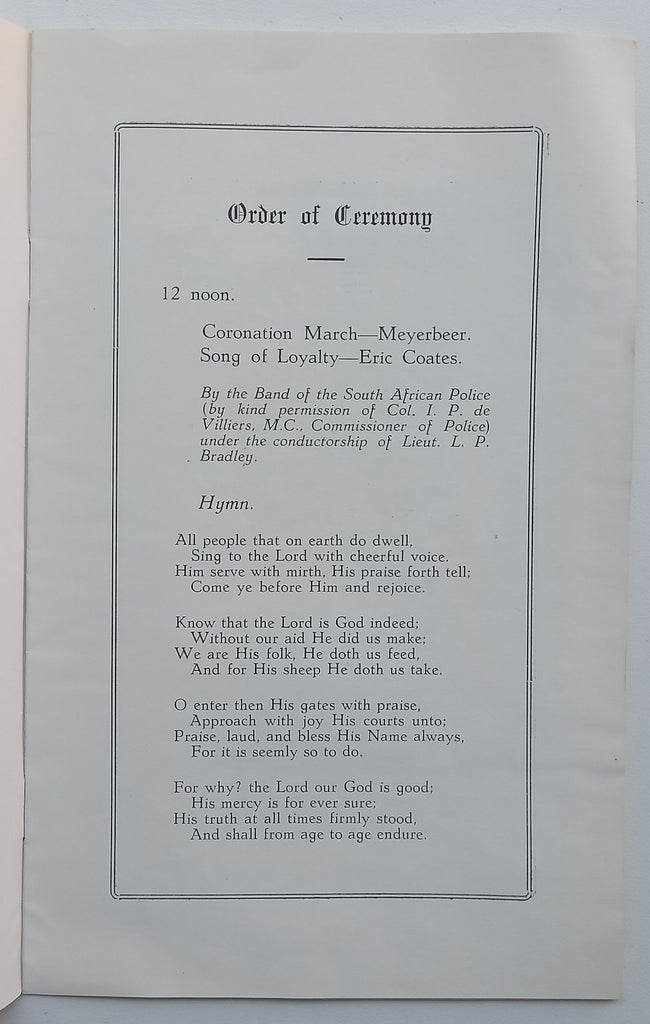 Order of Ceremony
12 noon.
Coronation March—Meyerbeer.
Song of Loyalty—Eric Coates.
By the Band of the South African Police
(by kind permission of Col. I. P. de
Villiers, M.C., Commissioner of Police)
under the conductorship of Lieut. L. P.
Bradley.
Hymn.
All people that on earth do dwell,
Sing to the Lord with cheerful voice.
Him serve with mirth, His praise forth tell;
Come ye before Him and rejoice.
Know that the Lord is God indeed;
Without our aid He did us make;
We are His folk, He doth us feed,
And for His sheep He doth us take.
O enter then His gates with praise,
Approach with joy His courts unto;
Praise, laud, and bless His Name always,
For it is seemly so to do.
For why? the Lord our God is good;
His mercy is for ever sure;
His truth at all times firmly stood,
And shall from age to age endure.